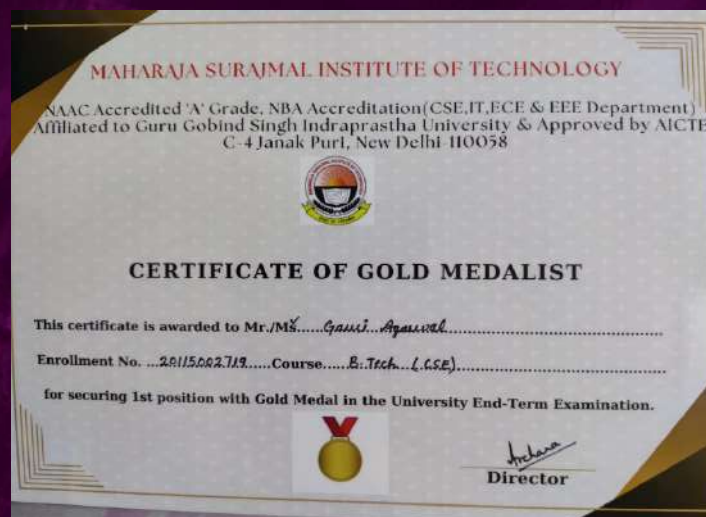 MAHARAJA SURAJMAL INSTITUTE OF TECHNOLOGY
NAAC Accredited 'A' Grade, NBA Accreditation(CSE,IT,ECE & EEE Department)
Affiliated to Guru Gobind Singh Indraprastha University & Approved by AICTE
C-4 Janak Puri, New Delhi-110058
CERTIFICATE OF GOLD MEDALIST
This certificate is awarded to Mr./Ms.....Gauri Agarwal.....
Enrollment No. ...20115002719.....Course.....B.Tech (CSE).....
for securing 1st position with Gold Medal in the University End-Term Examination.
Archana
Director